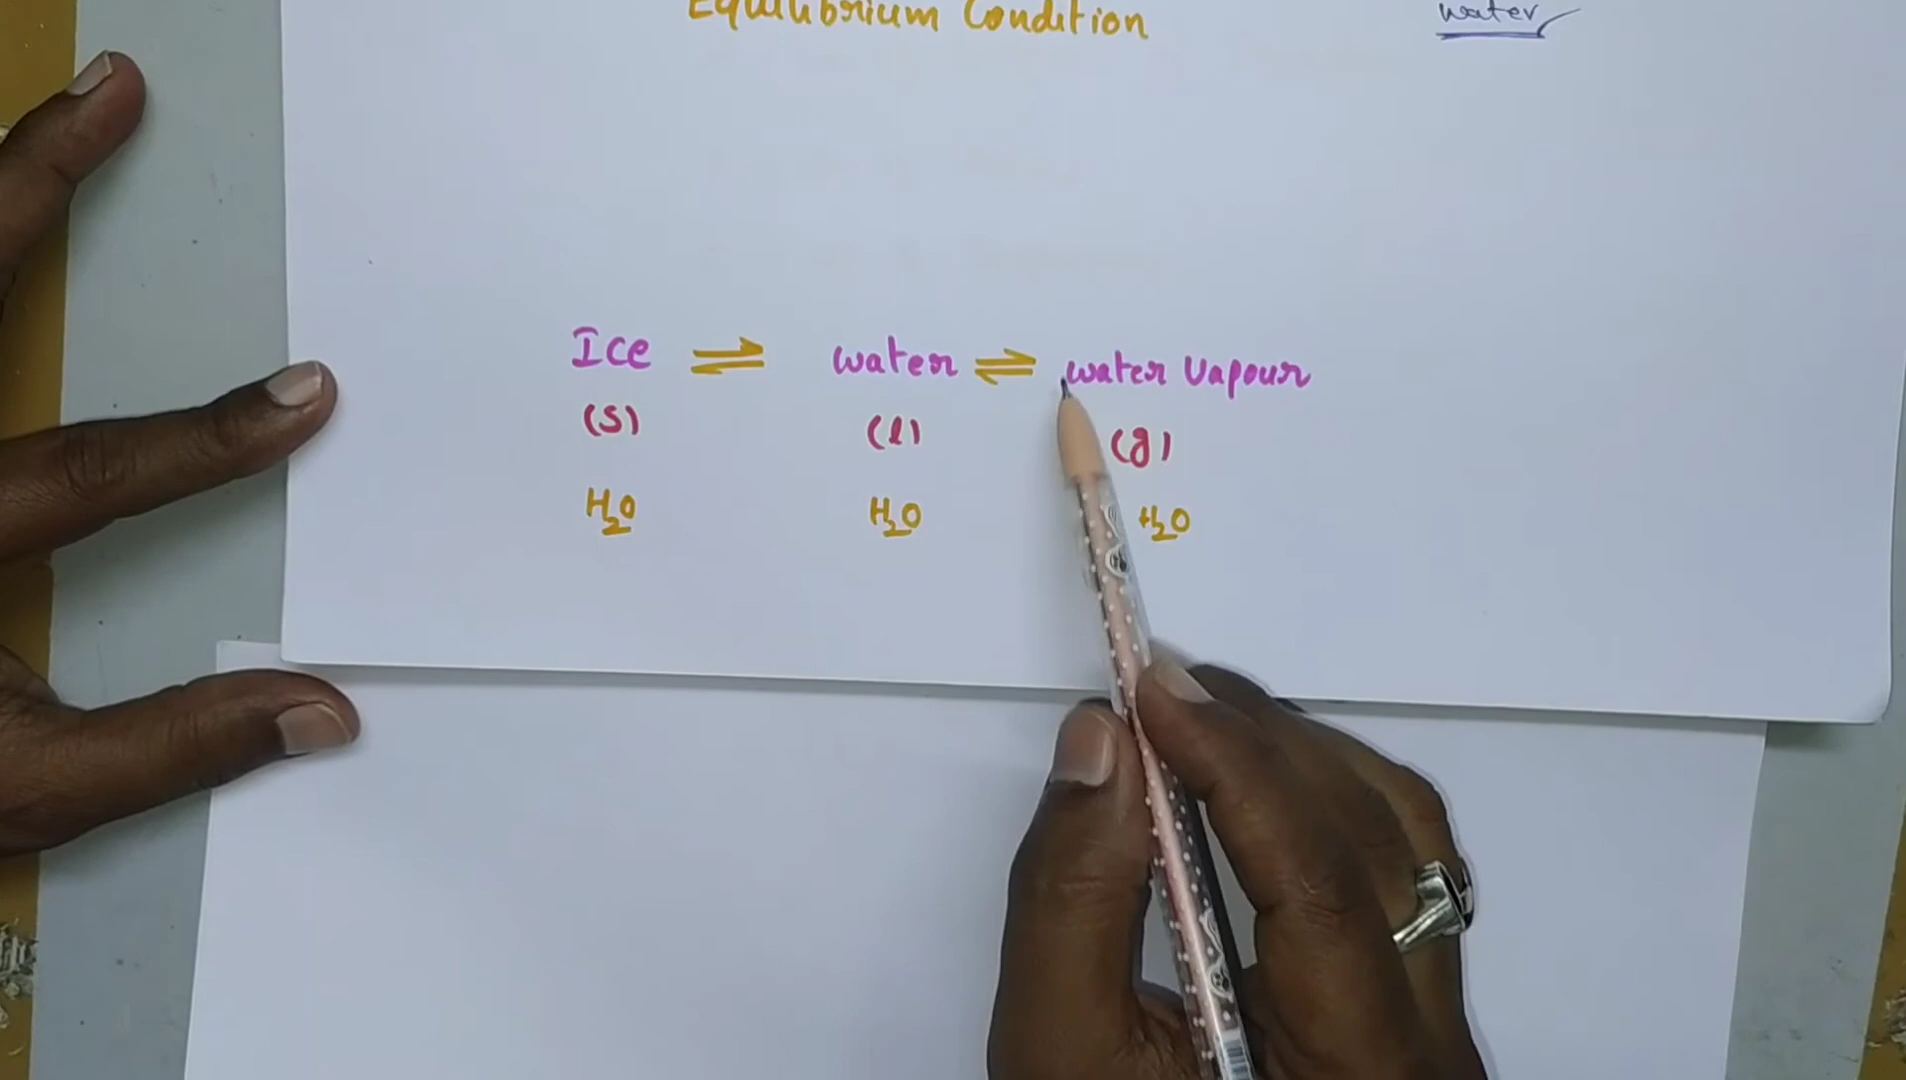 Equilibrium Condition
water
Ice ⇌ water ⇌ water vapour
(s) (l) (g)
H2O H2O H2O